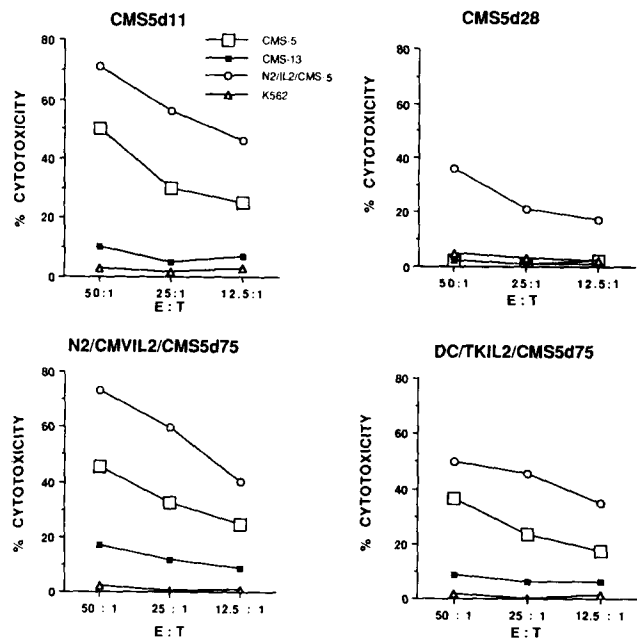 CMS5d11
CMS5d28
CMS-5
CMS-13
N2/IL2/CMS-5
K562
% CYTOTOXICITY
80
60
40
20
0
50:1 25:1 12.5:1
E:T
% CYTOTOXICITY
80
60
40
20
0
50:1 25:1 12.5:1
E:T
N2/CMVIL2/CMS5d75
DC/TKIL2/CMS5d75
% CYTOTOXICITY
80
60
40
20
0
50 : 1 25 : 1 12.5 : 1
E:T
% CYTOTOXICITY
80
60
40
20
0
50 : 1 25 : 1 12.5 : 1
E:T